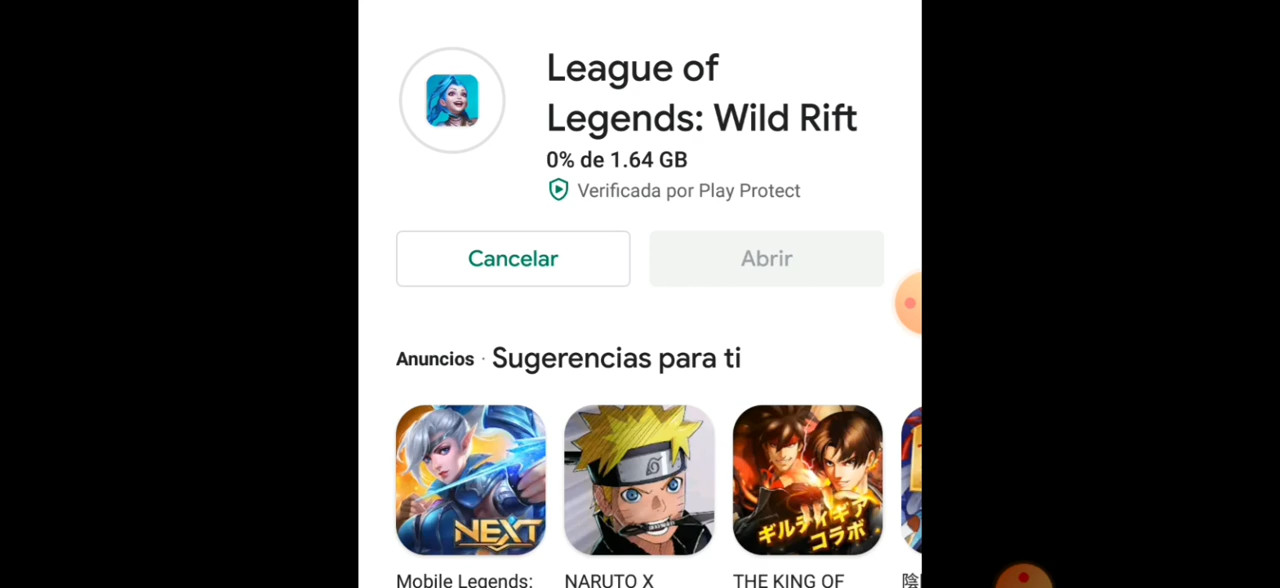 League of
Legends: Wild Rift
0% de 1.64 GB
Verificada por Play Protect
Cancelar
Abrir
Anuncios · Sugerencias para ti
NEXT
ギルティギア
コラボ
Mobile Legends:
NARUTO X
THE KING OF
陰